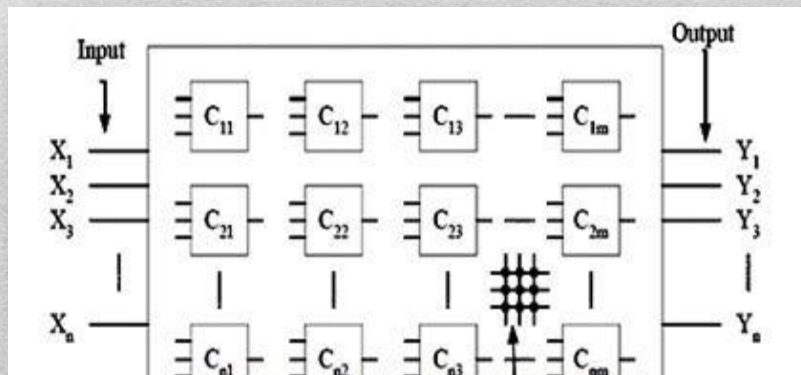 Input
Output
C11 C12 C13 C1m
X1 Y1
X2 Y2
X3 C21 C22 C23 C2m Y3
Xn Yn
Cn1 Cn2 Cn3 Cnm